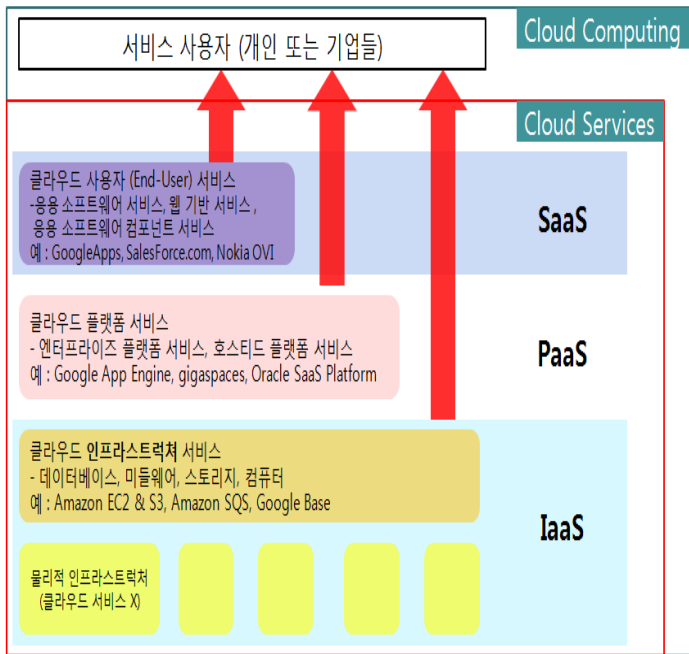 Cloud Computing
서비스 사용자 (개인 또는 기업들)
Cloud Services
클라우드 사용자 (End-User) 서비스
-응용 소프트웨어 서비스, 웹 기반 서비스 ,
응용 소프트웨어 컴포넌트 서비스
예 : GoogleApps, SalesForce.com, Nokia OVI
SaaS
클라우드 플랫폼 서비스
- 엔터프라이즈 플랫폼 서비스, 호스티드 플랫폼 서비스
예 : Google App Engine, gigaspaces, Oracle SaaS Platform
PaaS
클라우드 인프라스트럭쳐 서비스
- 데이터베이스, 미들웨어, 스토리지, 컴퓨터
예 : Amazon EC2 & S3, Amazon SQS, Google Base
IaaS
물리적 인프라스트럭처
(클라우드 서비스 X)